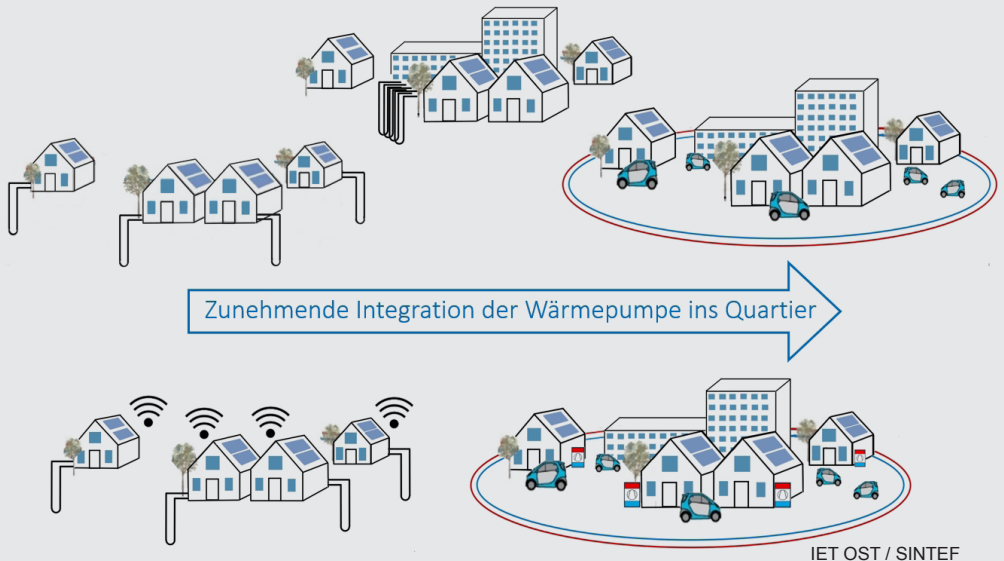 Zunehmende Integration der Wärmepumpe ins Quartier
IET OST / SINTEF